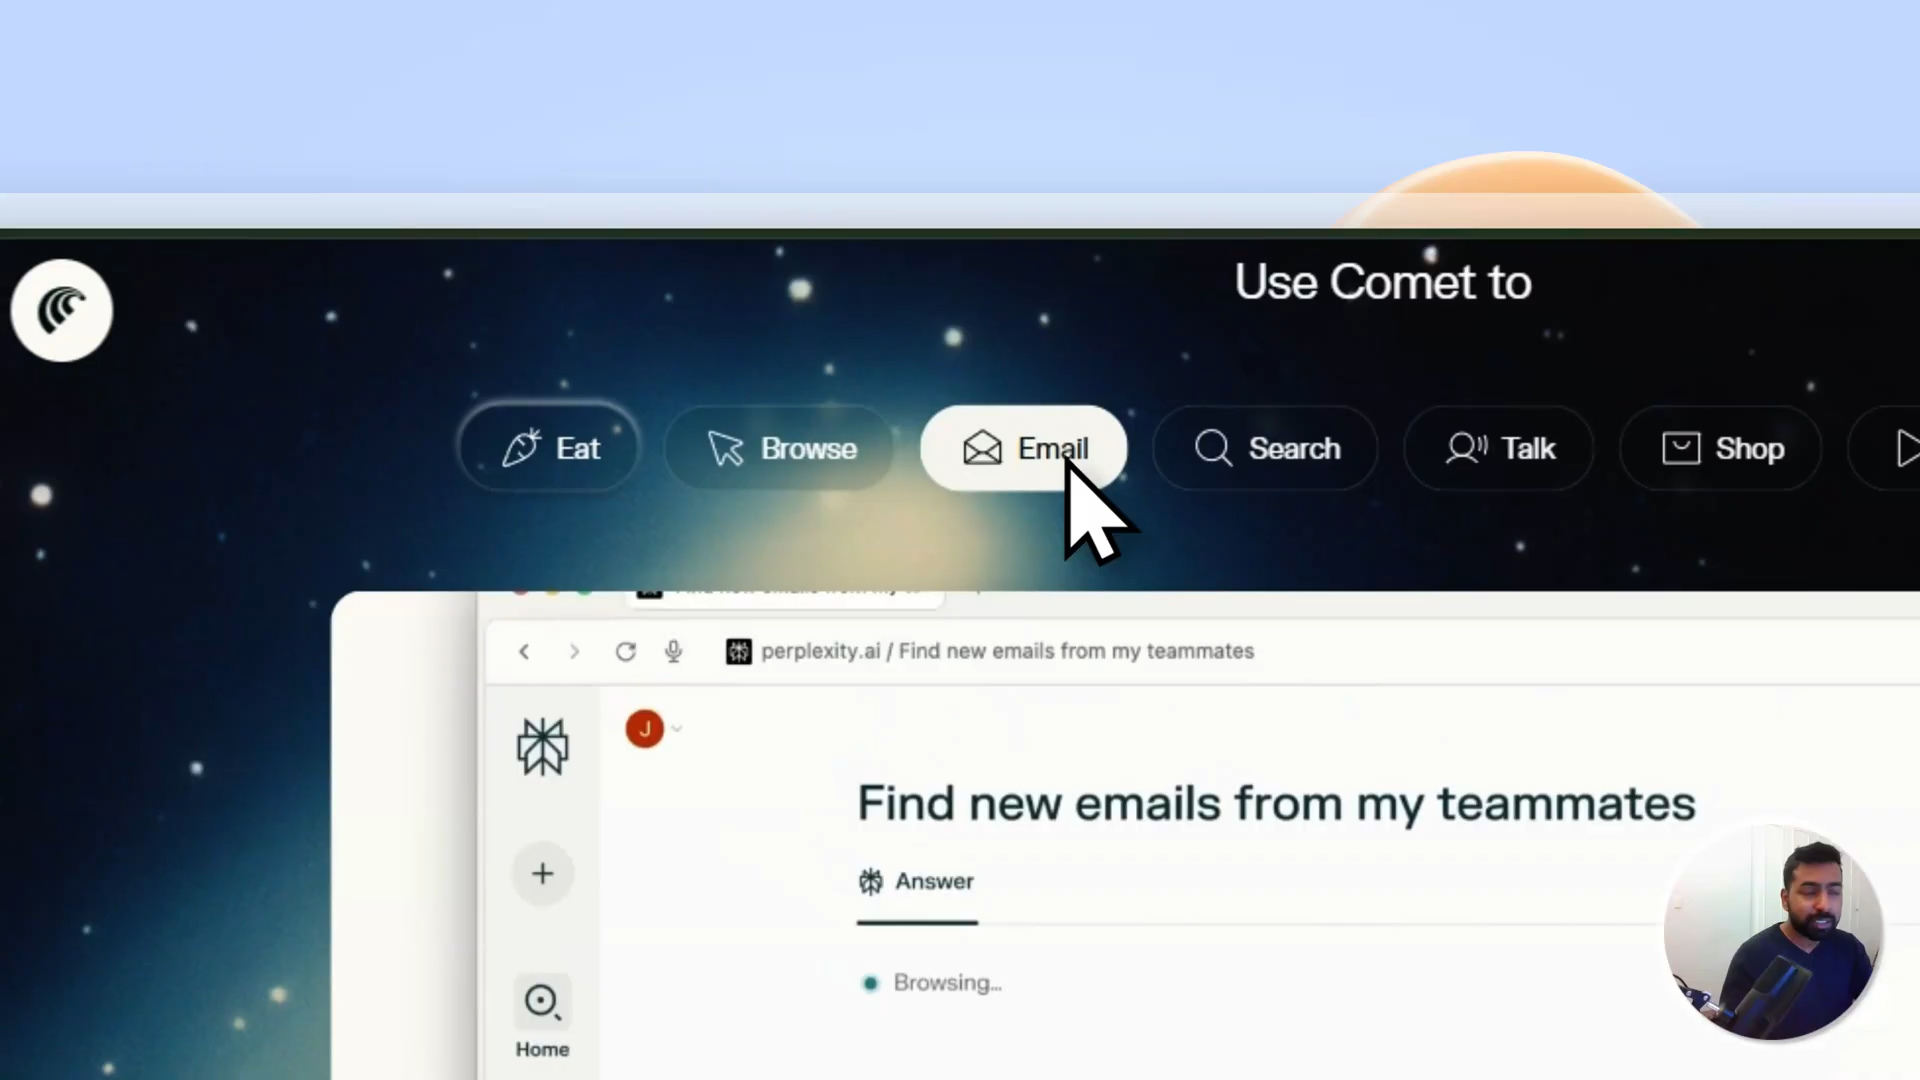 Use Comet to
Eat
Browse
Email
Search
Talk
Shop
perplexity.ai / Find new emails from my teammates
J
Find new emails from my teammates
Answer
Browsing...
Home